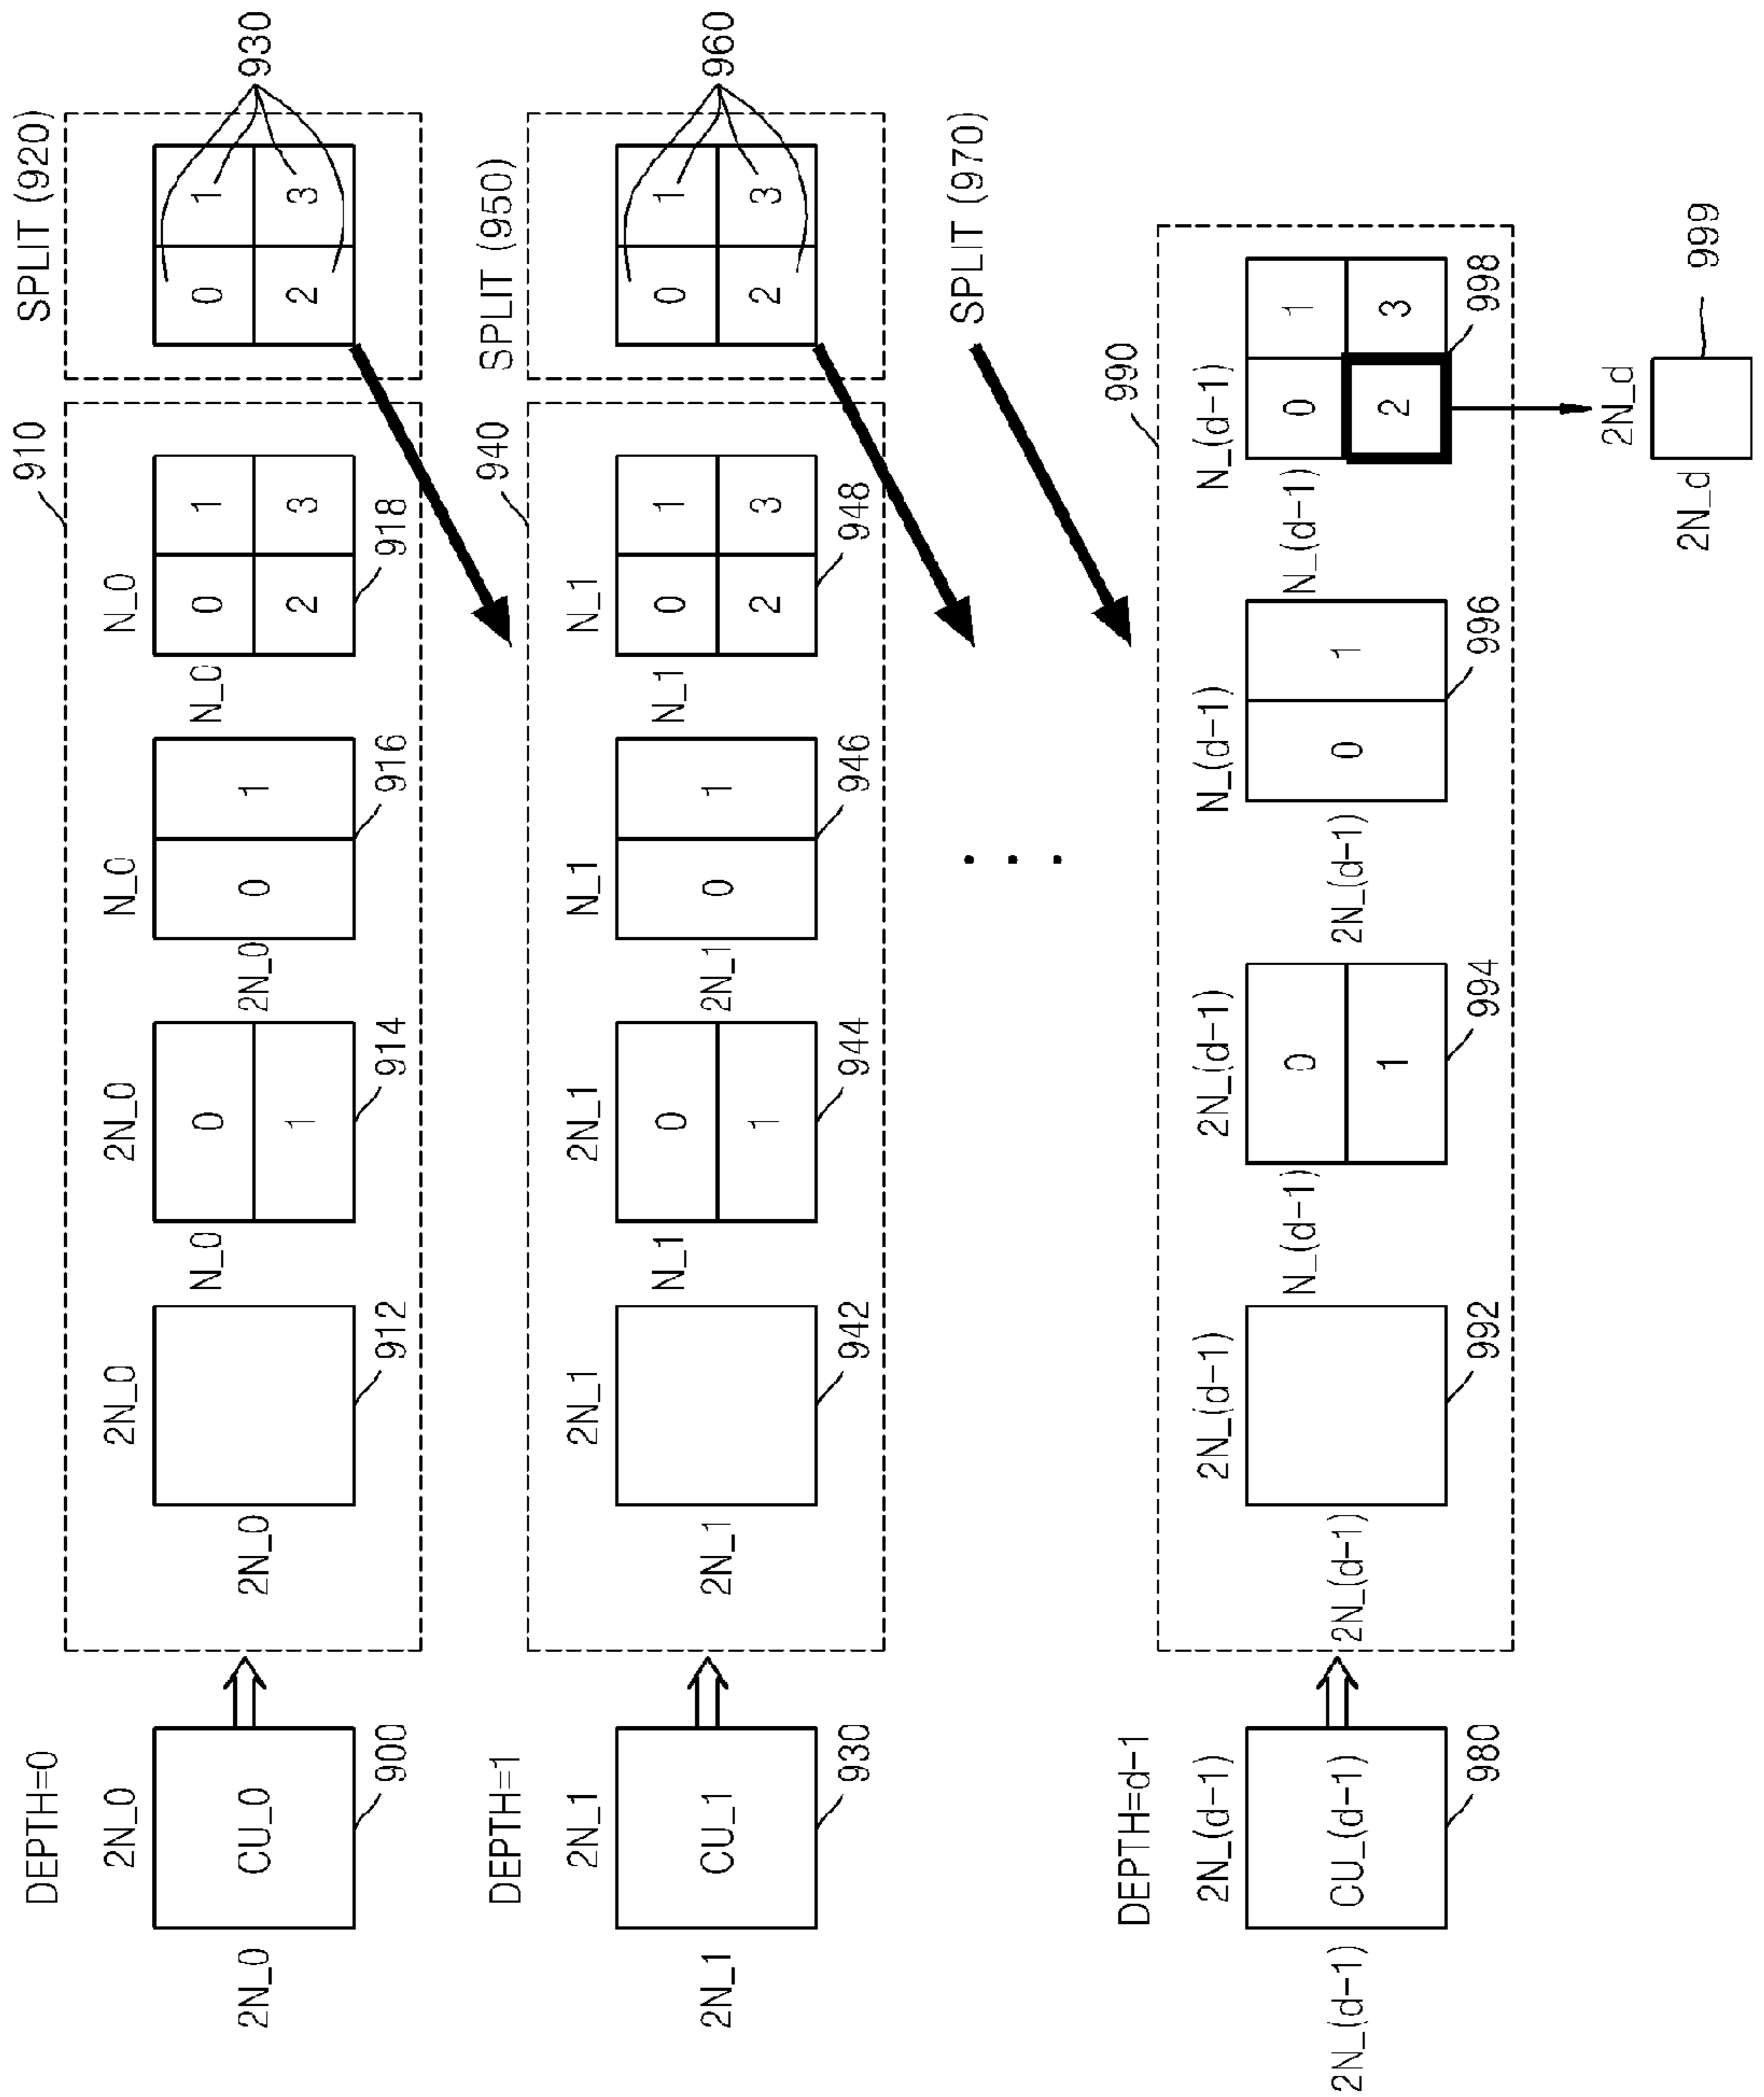 DEPTH=0
2N_0
2N_0
CU_0
900
910
2N_0
2N_0
912
2N_0
N_0
0
1
914
N_0
2N_0
0
1
916
N_0
N_0
0
1
2
3
918
SPLIT (920)
0
1
2
3
930
DEPTH=1
2N_1
2N_1
CU_1
930
940
2N_1
2N_1
942
2N_1
N_1
0
1
944
N_1
2N_1
0
1
946
N_1
N_1
0
1
2
3
948
SPLIT (950)
0
1
2
3
960
SPLIT (970)
. . .
DEPTH=d-1
2N_(d-1)
2N_(d-1)
CU_(d-1)
980
990
2N_(d-1)
2N_(d-1)
992
2N_(d-1)
N_(d-1)
0
1
994
N_(d-1)
2N_(d-1)
0
1
996
N_(d-1)
N_(d-1)
0
1
2
3
998
2N_d
2N_d
999